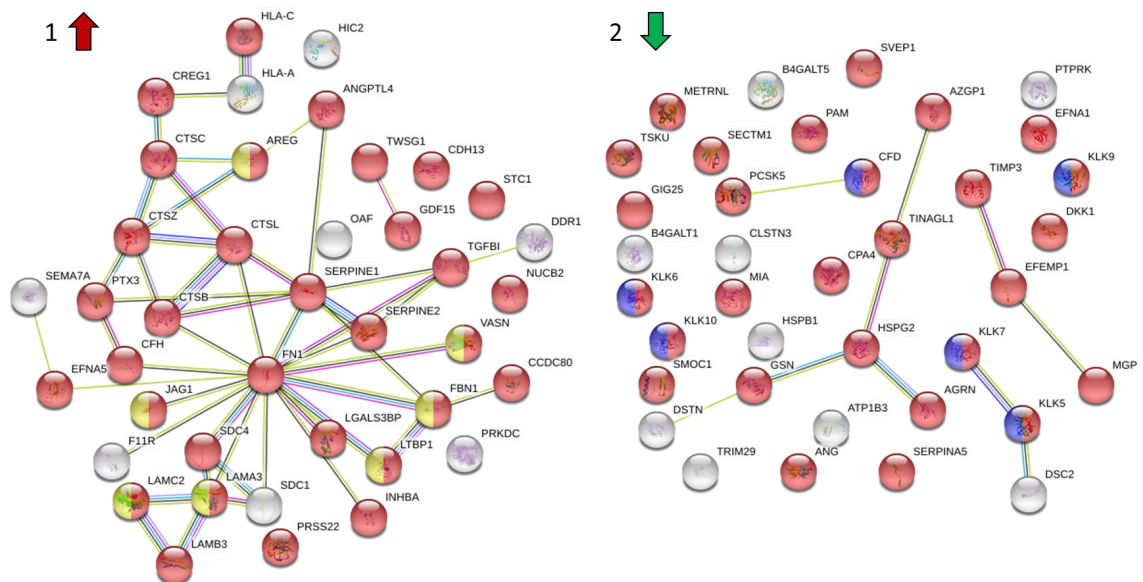 1
HLA-C
HIC2
CREG1
HLA-A
ANGPTL4
CTSC
AREG
TWSG1
CDH13
STC1
GDF15
OAF
DDR1
CTSZ
CTSL
TGFBI
SEMA7A
PTX3
SERPINE1
NUCB2
CTSB
SERPINE2
VASN
CFH
FN1
EFNA5
CCDC80
JAG1
FBN1
LGALS3BP
SDC4
F11R
LTBP1
PRKDC
LAMC2
LAMA3
SDC1
INHBA
PRSS22
LAMB3
2
SVEP1
B4GALT5
PTPRK
METRNL
AZGP1
PAM
EFNA1
TSKU
SECTM1
CFD
KLK9
PCSK5
TIMP3
GIG25
DKK1
TINAGL1
B4GALT1
CLSTN3
CPA4
EFEMP1
KLK6
MIA
HSPB1
HSPG2
KLK10
KLK7
GSN
MGP
SMOC1
AGRN
DSTN
ATP1B3
KLK5
TRIM29
ANG
SERPINA5
DSC2